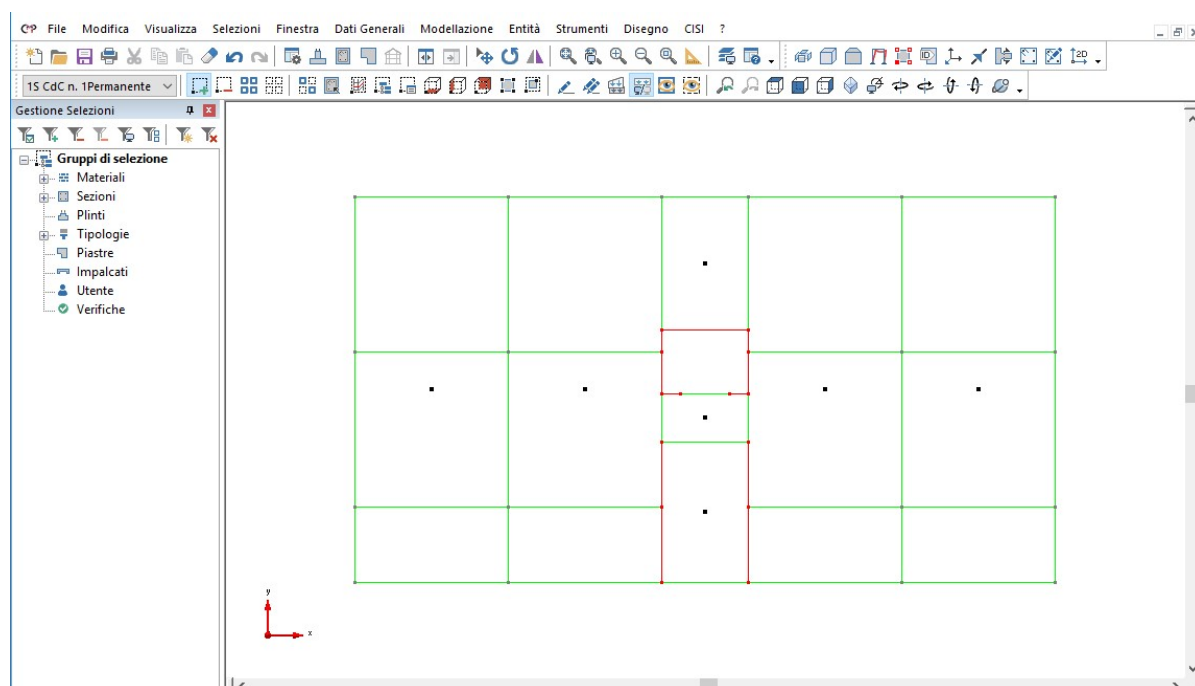 CMP File Modifica Visualizza Selezioni Finestra Dati Generali Modellazione Entità Strumenti Disegno CISI ?
1S CdC n. 1Permanente
Gestione Selezioni
Gruppi di selezione
Materiali
Sezioni
Plinti
Tipologie
Piastre
Impalcati
Utente
Verifiche
y
x